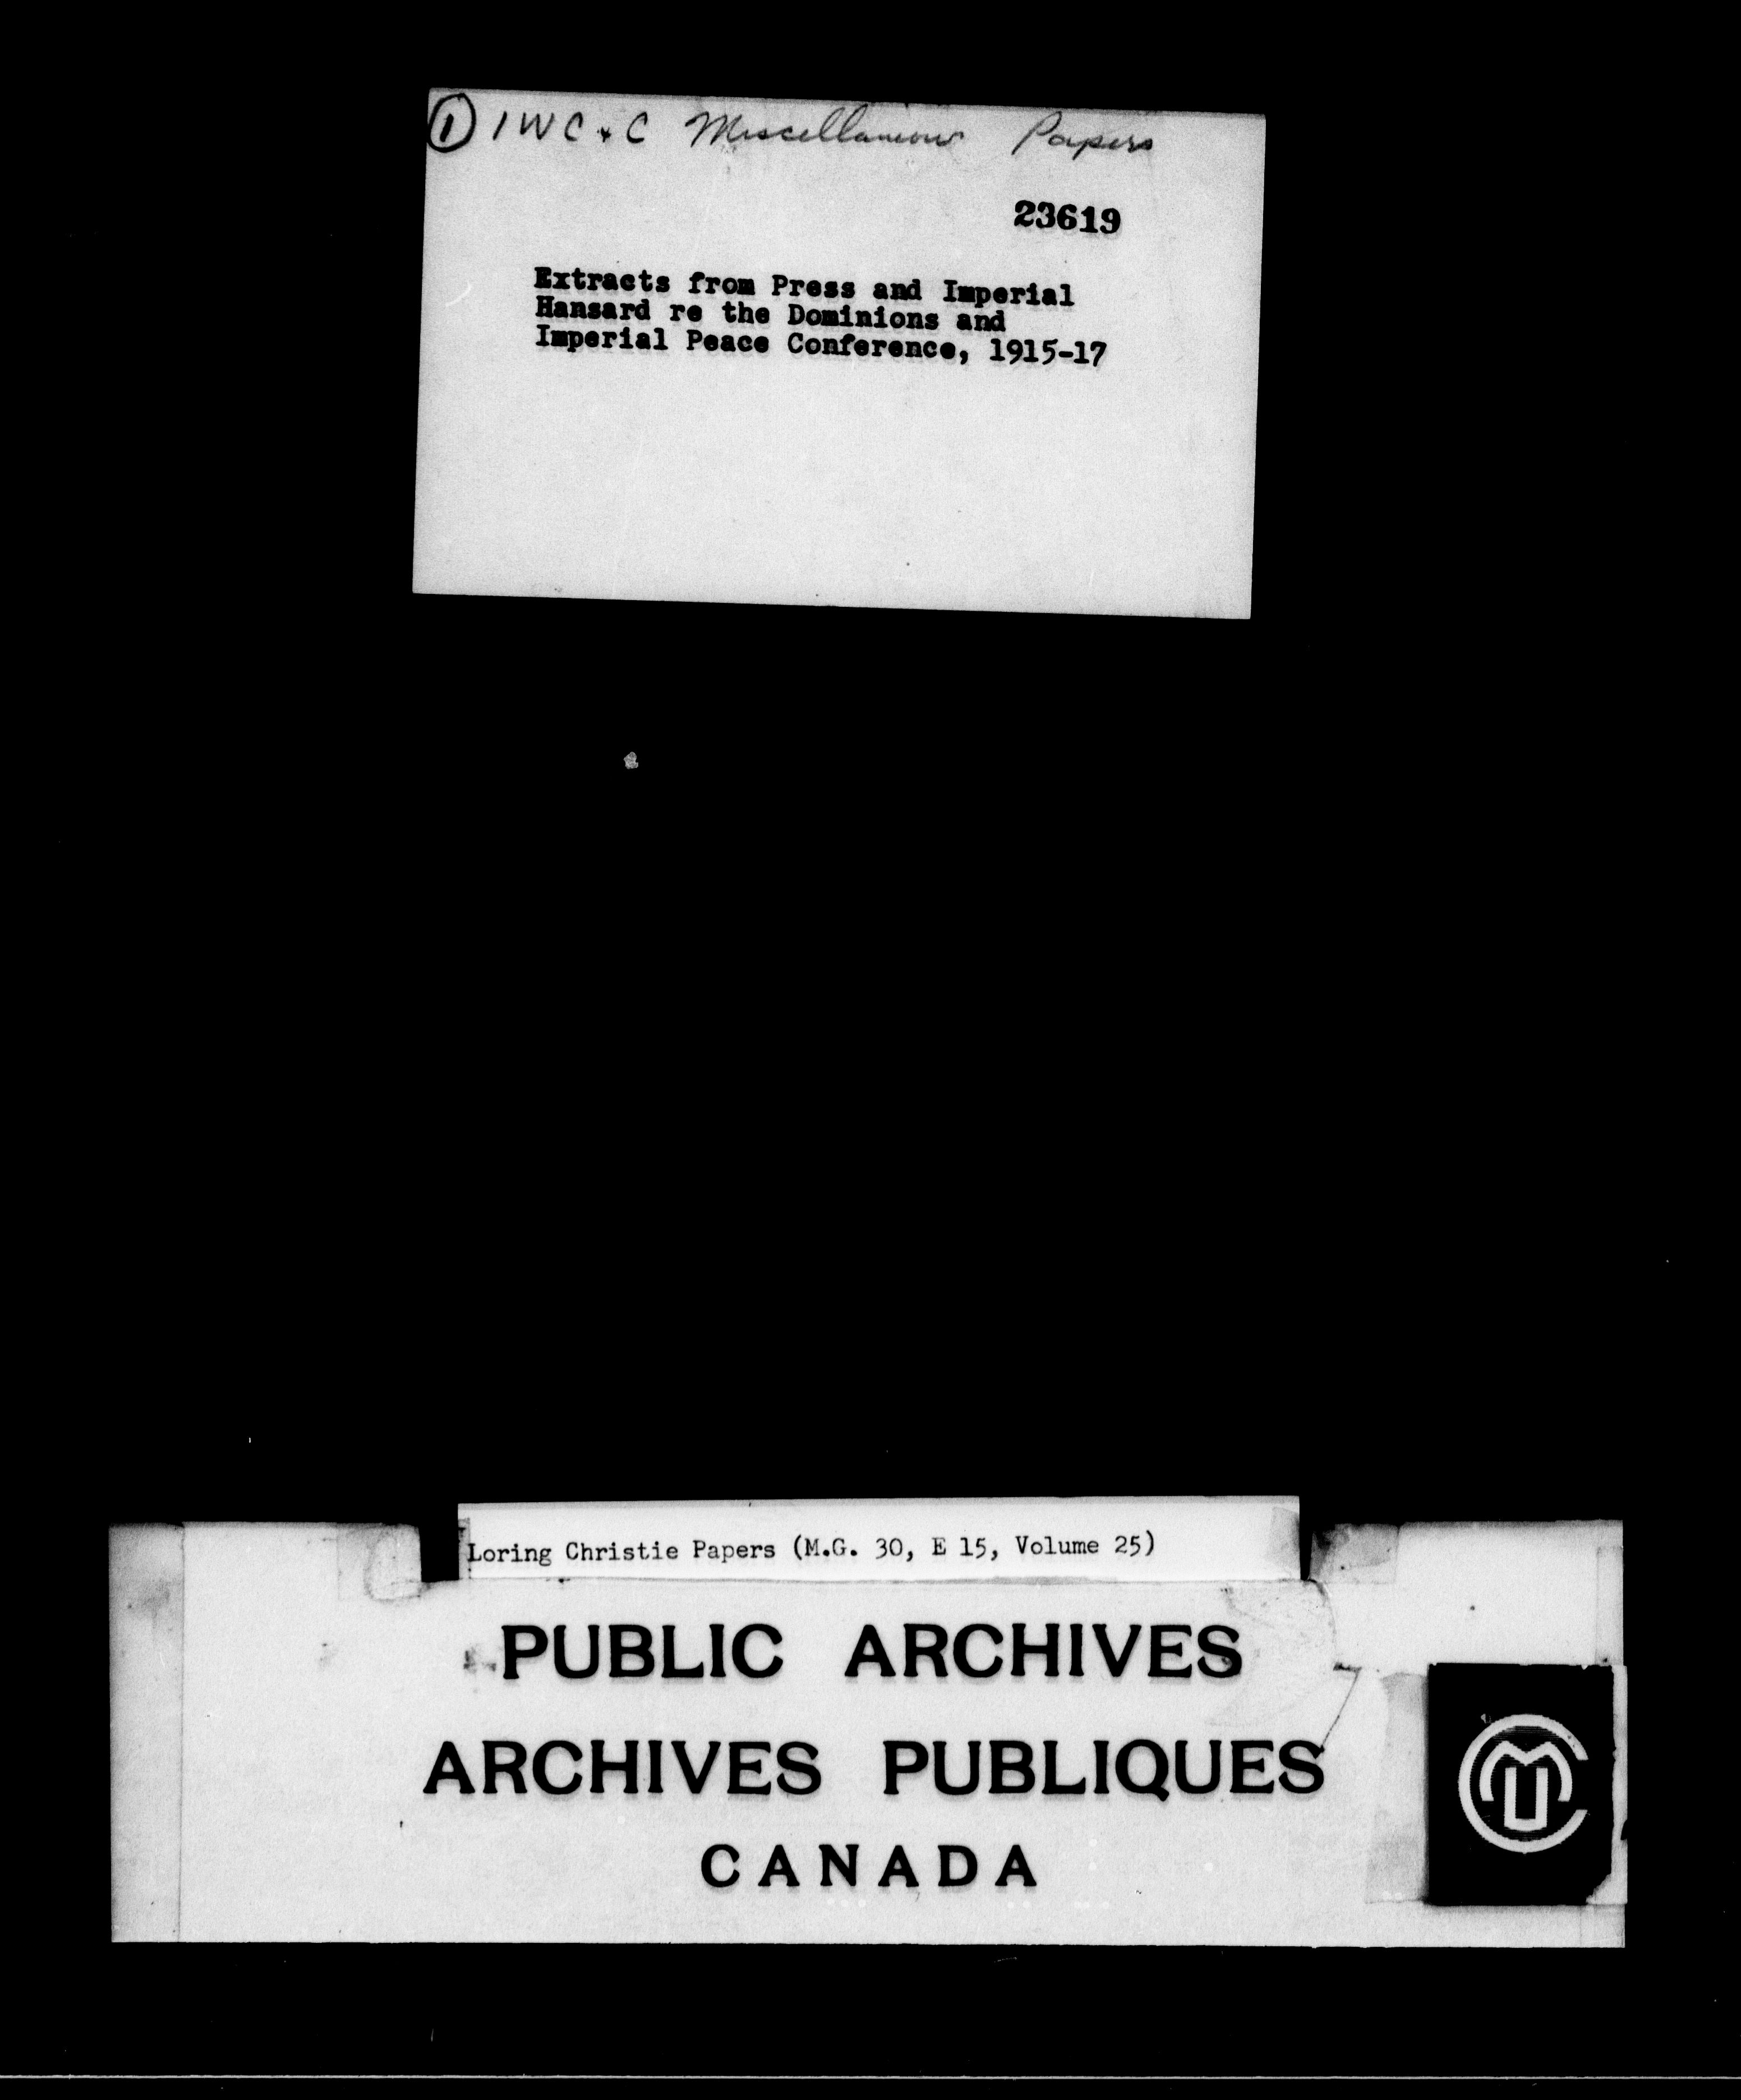 ① IWC & C Miscellaneous Papers
23619
Extracts from Press and Imperial
Hansard re the Dominions and
Imperial Peace Conference, 1915-17
Loring Christie Papers (M.G. 30, E 15, Volume 25)
PUBLIC ARCHIVES
ARCHIVES PUBLIQUES
CANADA